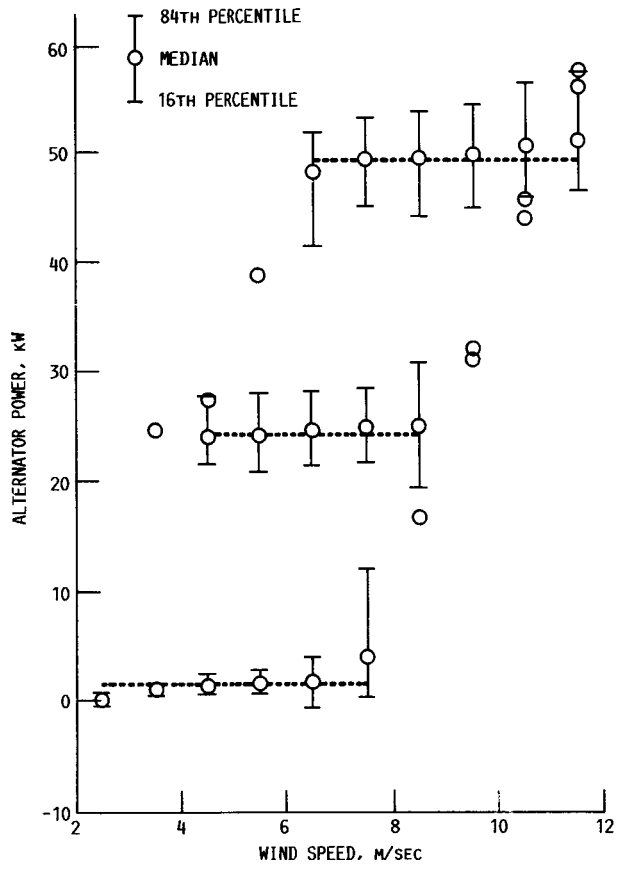 84TH PERCENTILE
MEDIAN
16TH PERCENTILE
60
50
40
30
20
10
0
-10
ALTERNATOR POWER, KW
2 4 6 8 10 12
WIND SPEED, M/SEC